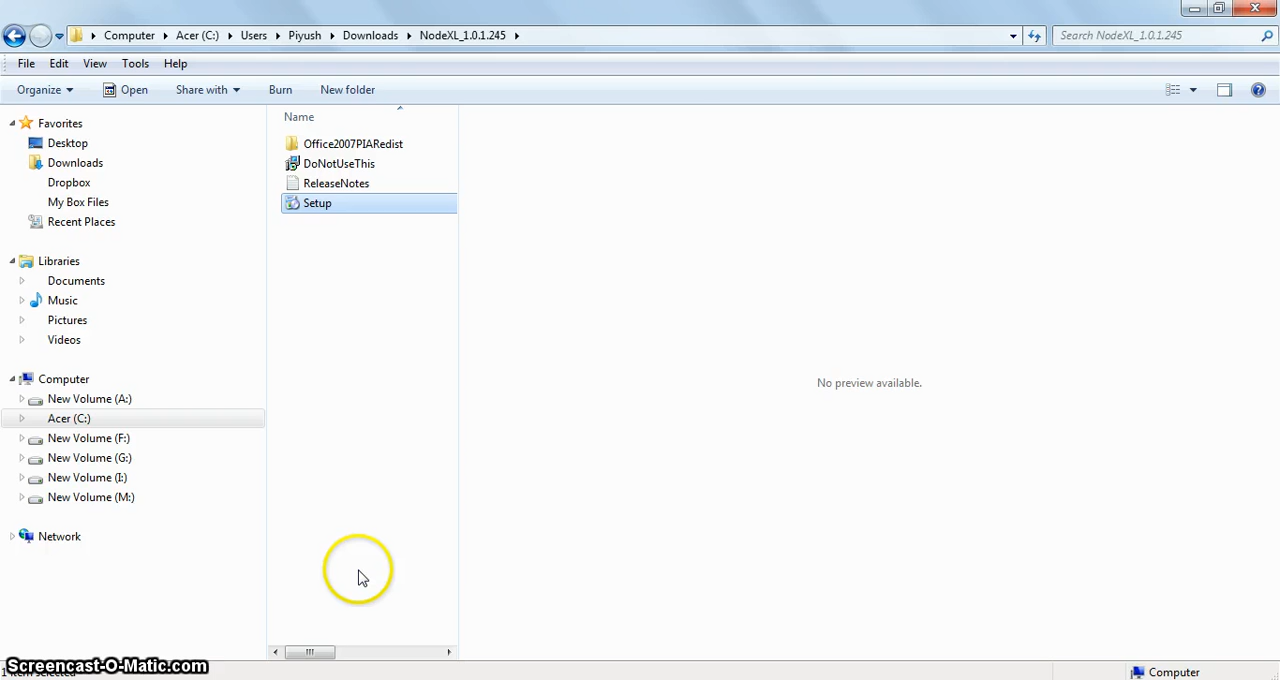 Computer Acer (C:) Users Piyush Downloads NodeXL_1.0.1.245 Search NodeXL_1.0.1.245
File Edit View Tools Help
Organize Open Share with Burn New folder
Name
Favorites
Desktop
Downloads
Dropbox
My Box Files
Recent Places
Libraries
Documents
Music
Pictures
Videos
Computer
New Volume (A:)
Acer (C:)
New Volume (F:)
New Volume (G:)
New Volume (I:)
New Volume (M:)
Network
Office2007PIARedist
DoNotUseThis
ReleaseNotes
Setup
No preview available.
Screencast-O-Matic.com
1 item selected
Computer